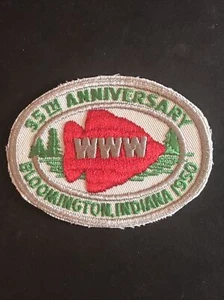 35TH ANNIVERSARY
WWW
BLOOMINGTON, INDIANA 1950